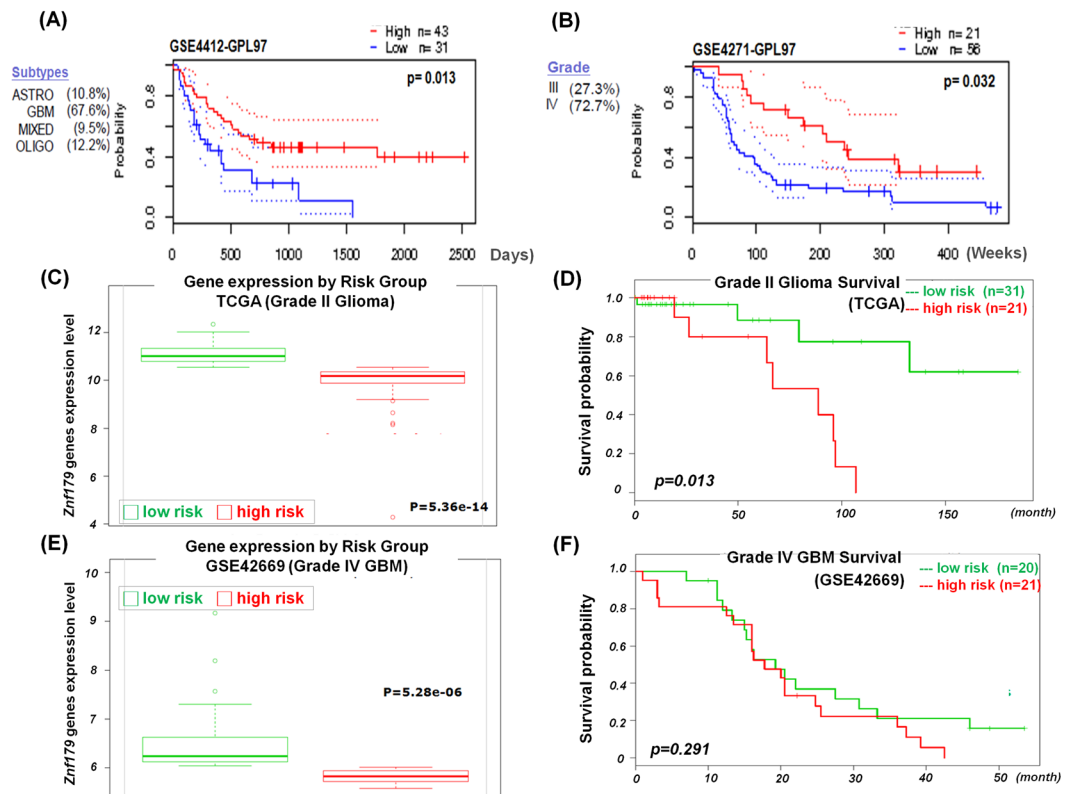 (A)
GSE4412-GPL97
High n= 43
Low n= 31
Subtypes
ASTRO (10.8%)
GBM (67.6%)
MIXED (9.5%)
OLIGO (12.2%)
p= 0.013
Probability
0.0 0.4 0.8
0 500 1000 1500 2000 2500 Days)
(B)
GSE4271-GPL97
High n= 21
Low n= 56
Grade
III (27.3%)
IV (72.7%)
p= 0.032
Probability
0.0 0.4 0.8
0 100 200 300 400 (Weeks)
(C)
Gene expression by Risk Group
TCGA (Grade II Glioma)
Znf179 genes expression level
12
10
8
6
4
low risk high risk
P=5.36e-14
(D)
Grade II Glioma Survival
(TCGA)
--- low risk (n=31)
--- high risk (n=21)
Survival probability
1.0
0.8
0.6
0.4
0.2
0
p=0.013
0 50 100 150 (month)
(E)
Gene expression by Risk Group
GSE42669 (Grade IV GBM)
Znf179 genes expression level
10
9
8
7
6
low risk high risk
P=5.28e-06
(F)
Grade IV GBM Survival
(GSE42669)
--- low risk (n=20)
--- high risk (n=21)
Survival probability
1.0
0.8
0.6
0.4
0.2
0.0
p=0.291
0 10 20 30 40 50 (month)